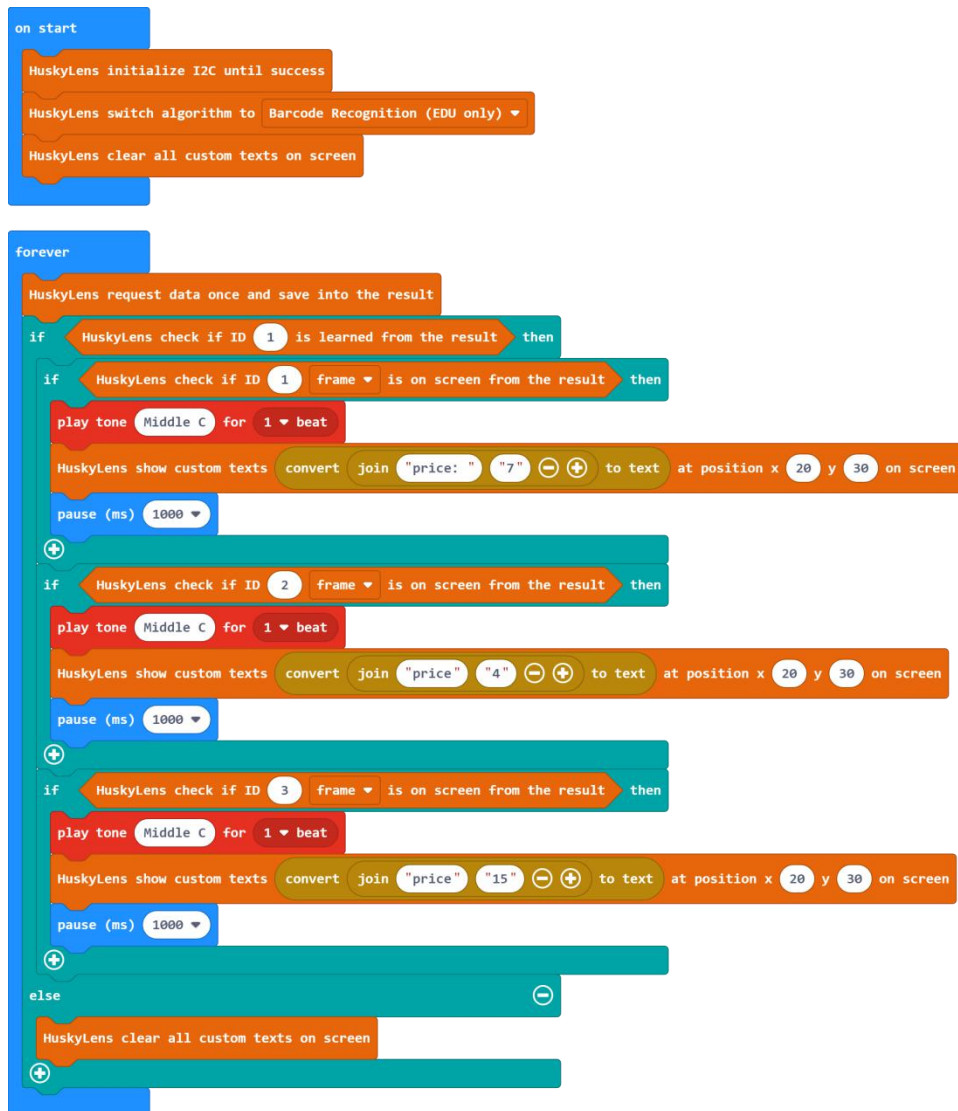 on start
HuskyLens initialize I2C until success
HuskyLens switch algorithm to Barcode Recognition (EDU only)
HuskyLens clear all custom texts on screen
forever
HuskyLens request data once and save into the result
if HuskyLens check if ID 1 is learned from the result then
if HuskyLens check if ID 1 frame is on screen from the result then
play tone Middle C for 1 beat
HuskyLens show custom texts convert join "price: " "7" to text at position x 20 y 30 on screen
pause (ms) 1000
if HuskyLens check if ID 2 frame is on screen from the result then
play tone Middle C for 1 beat
HuskyLens show custom texts convert join "price" "4" to text at position x 20 y 30 on screen
pause (ms) 1000
if HuskyLens check if ID 3 frame is on screen from the result then
play tone Middle C for 1 beat
HuskyLens show custom texts convert join "price" "15" to text at position x 20 y 30 on screen
pause (ms) 1000
else
HuskyLens clear all custom texts on screen